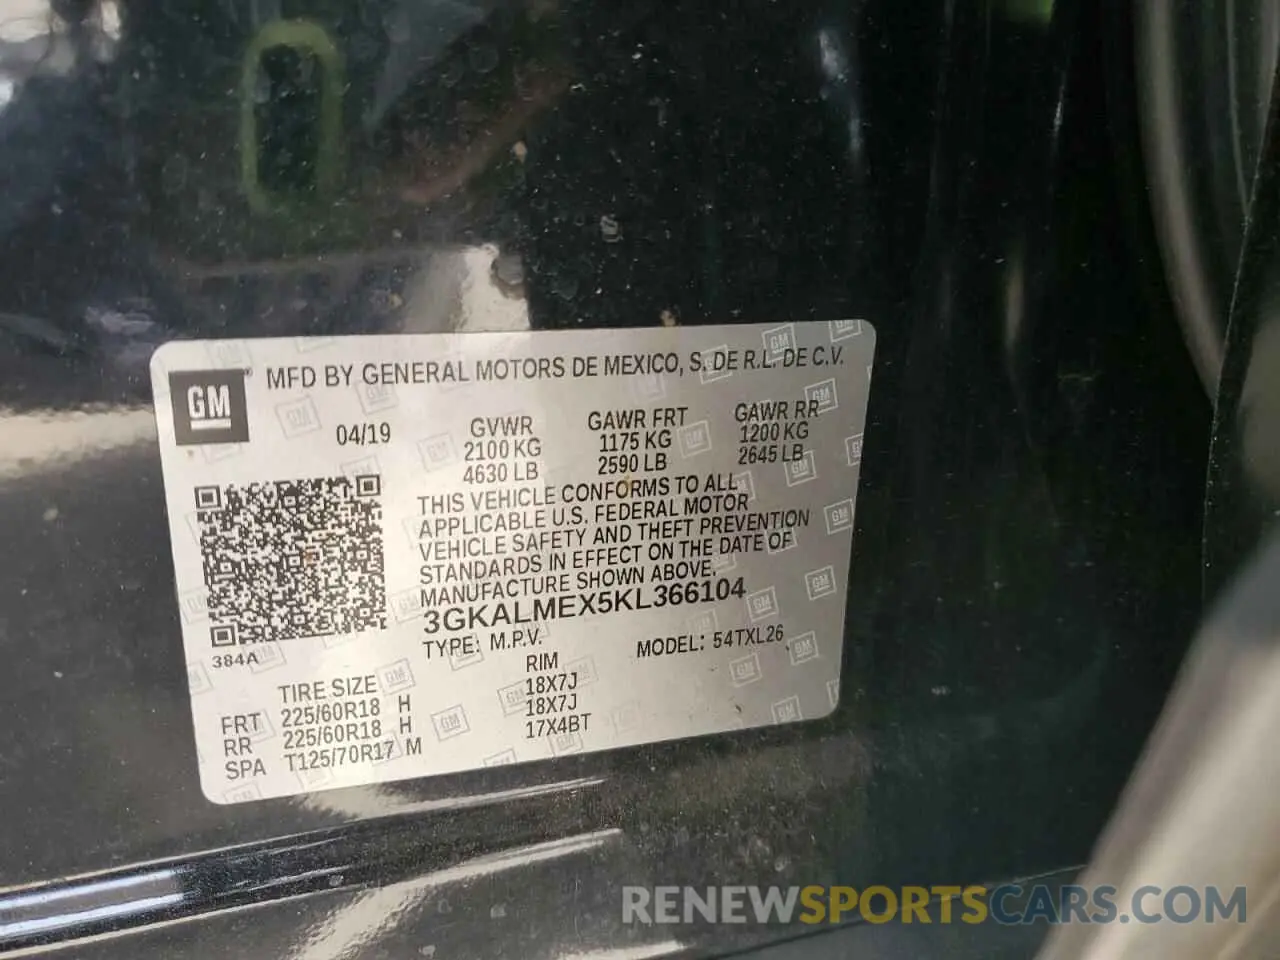 GM
MFD BY GENERAL MOTORS DE MEXICO, S. DE R.L. DE C.V.
04/19
GVWR GAWR FRT GAWR RR
2100 KG 1175 KG 1200 KG
4630 LB 2590 LB 2645 LB
THIS VEHICLE CONFORMS TO ALL
APPLICABLE U.S. FEDERAL MOTOR
VEHICLE SAFETY AND THEFT PREVENTION
STANDARDS IN EFFECT ON THE DATE OF
MANUFACTURE SHOWN ABOVE.
3GKALMEX5KL366104
384A
TYPE: M.P.V. MODEL: 54TXL26
TIRE SIZE RIM
FRT 225/60R18 H 18X7J
RR 225/60R18 H 18X7J
SPA T125/70R17 M 17X4BT
RENEWSPORTSCARS.COM